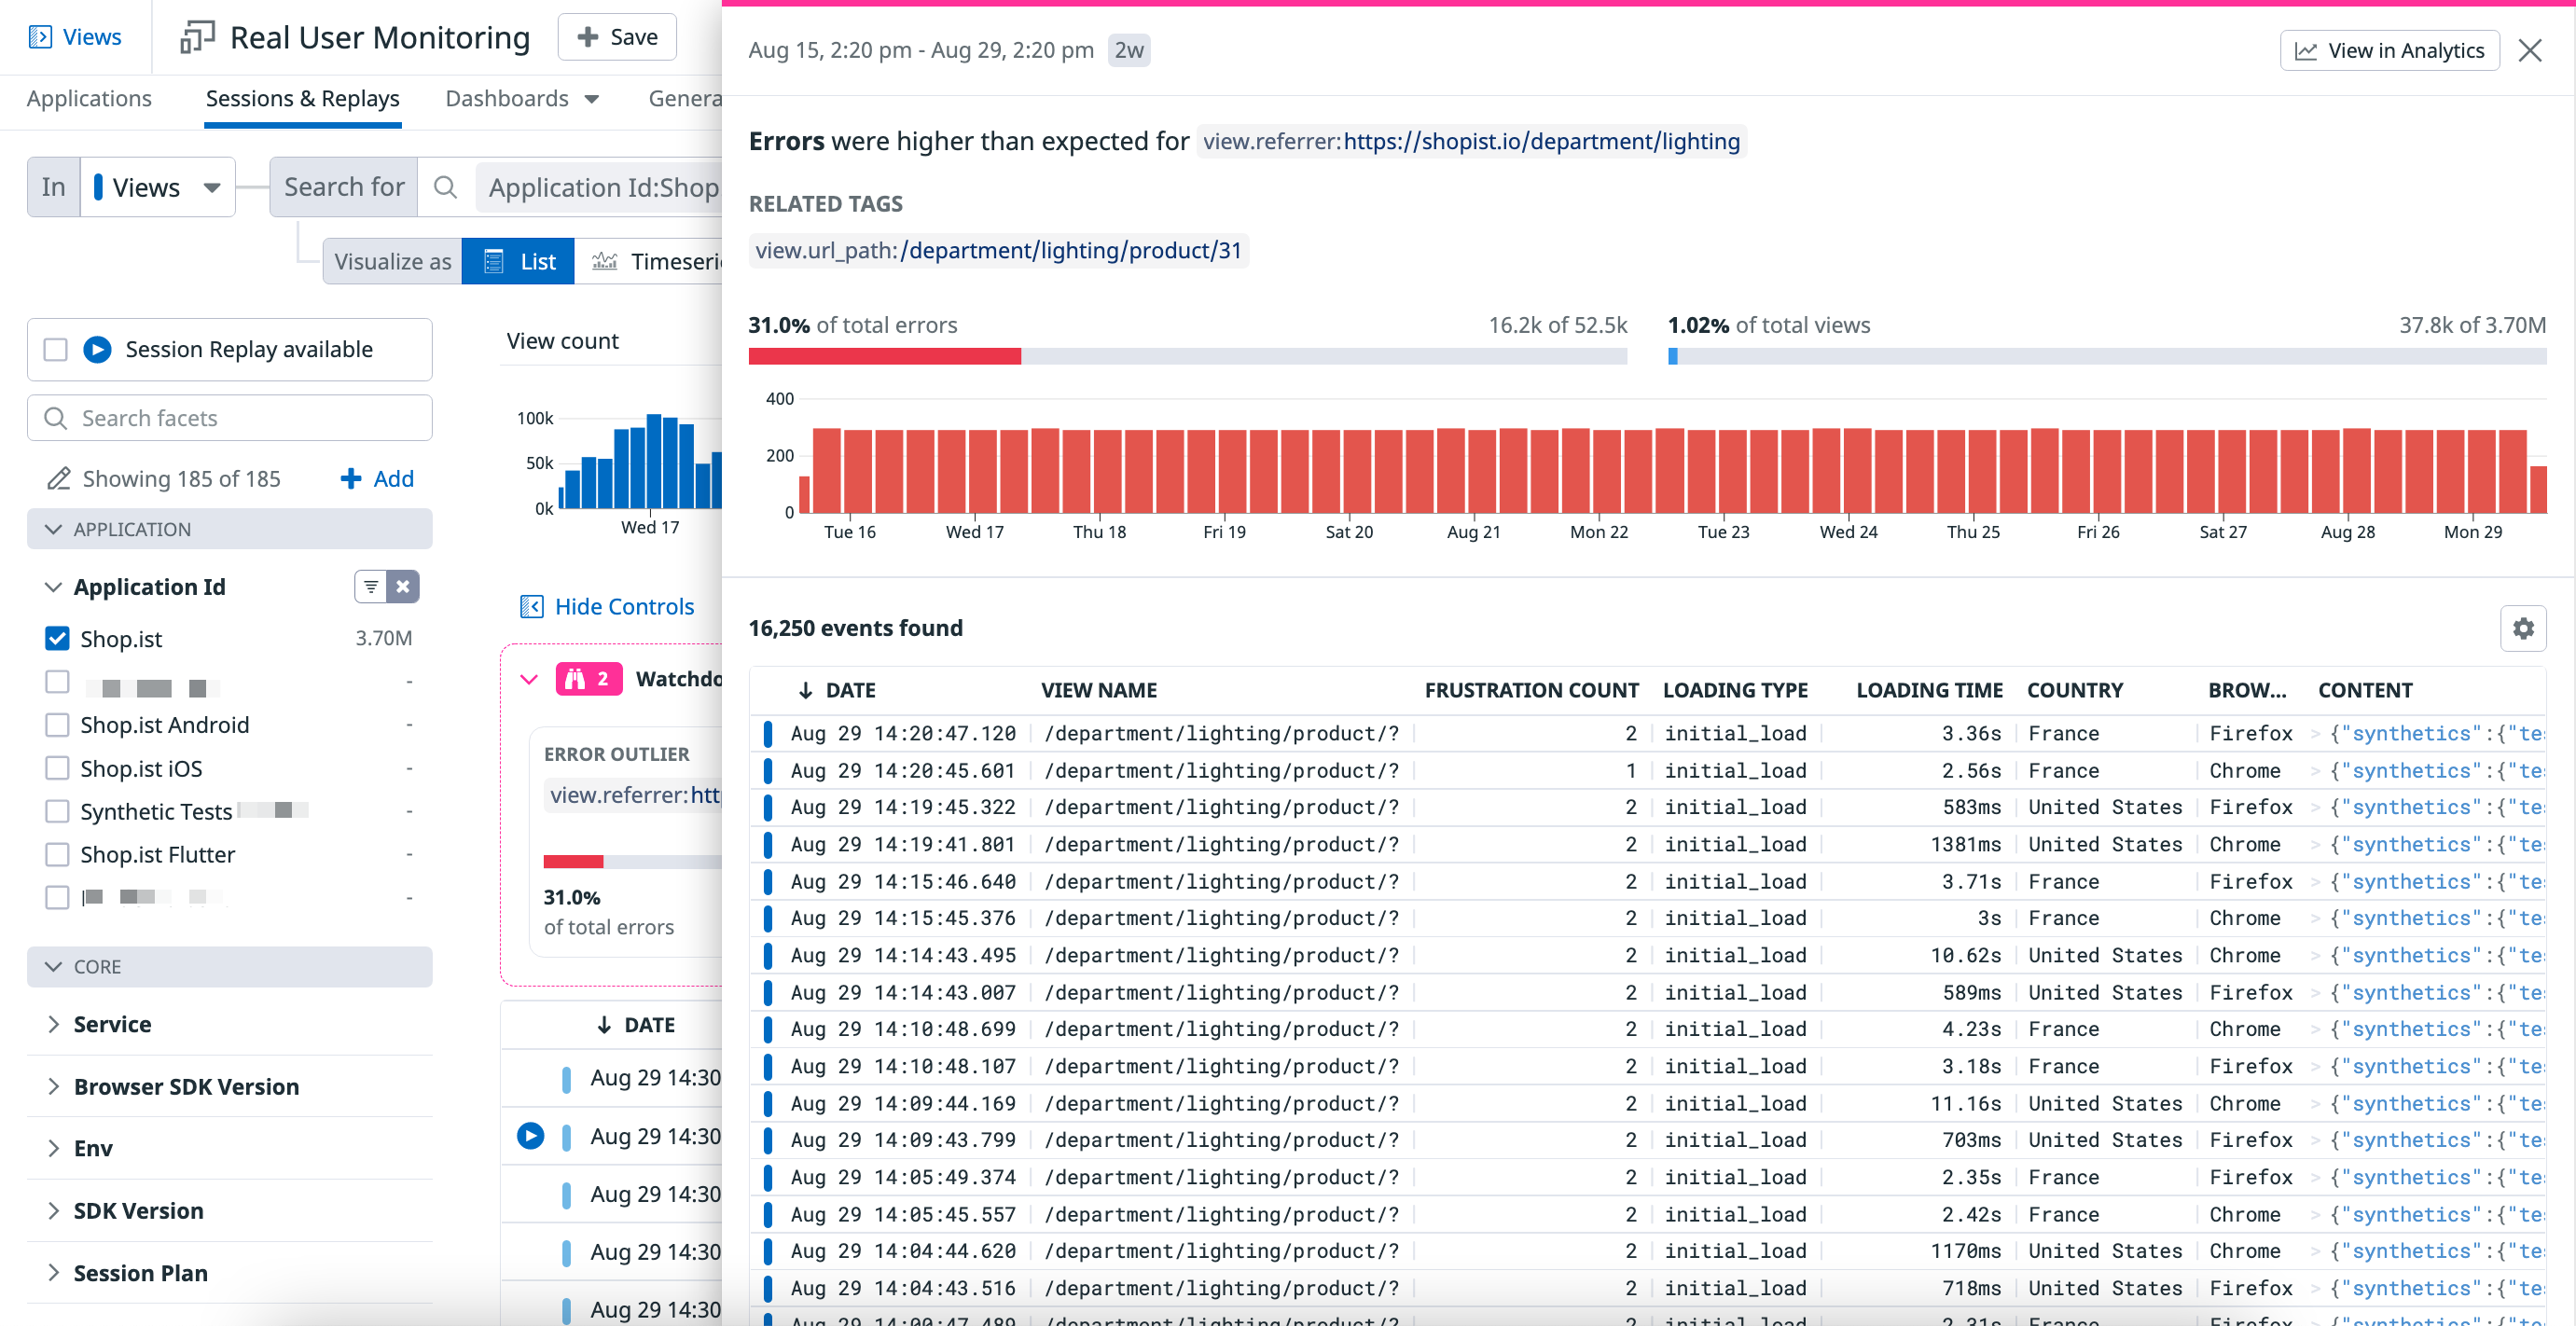 Views
Real User Monitoring
Save
Applications
Sessions & Replays
Dashboards
Genera
In
Views
Search for
Application Id:Shop
Visualize as
List
Timeseri
Session Replay available
Search facets
Showing 185 of 185
Add
APPLICATION
Application Id
Shop.ist
3.70M
-
Shop.ist Android
-
Shop.ist iOS
-
Synthetic Tests
-
Shop.ist Flutter
-
-
CORE
Service
Browser SDK Version
Env
SDK Version
Session Plan
View count
100k
50k
0k
Wed 17
Hide Controls
2
Watchdo
ERROR OUTLIER
view.referrer:htt
31.0%
of total errors
DATE
Aug 29 14:30
Aug 29 14:30
Aug 29 14:30
Aug 29 14:30
Aug 29 14:30
Aug 15, 2:20 pm - Aug 29, 2:20 pm 2w
View in Analytics
Errors were higher than expected for view.referrer:https://shopist.io/department/lighting
RELATED TAGS
view.url_path:/department/lighting/product/31
31.0% of total errors 16.2k of 52.5k
1.02% of total views 37.8k of 3.70M
400
200
0
Tue 16 Wed 17 Thu 18 Fri 19 Sat 20 Aug 21 Mon 22 Tue 23 Wed 24 Thu 25 Fri 26 Sat 27 Aug 28 Mon 29
16,250 events found
DATE VIEW NAME FRUSTRATION COUNT LOADING TYPE LOADING TIME COUNTRY BROW... CONTENT
Aug 29 14:20:47.120 /department/lighting/product/? 2 initial_load 3.36s France Firefox > {"synthetics":{"te
Aug 29 14:20:45.601 /department/lighting/product/? 1 initial_load 2.56s France Chrome > {"synthetics":{"te
Aug 29 14:19:45.322 /department/lighting/product/? 2 initial_load 583ms United States Firefox > {"synthetics":{"te
Aug 29 14:19:41.801 /department/lighting/product/? 2 initial_load 1381ms United States Chrome > {"synthetics":{"te
Aug 29 14:15:46.640 /department/lighting/product/? 2 initial_load 3.71s France Firefox > {"synthetics":{"te
Aug 29 14:15:45.376 /department/lighting/product/? 2 initial_load 3s France Chrome > {"synthetics":{"te
Aug 29 14:14:43.495 /department/lighting/product/? 2 initial_load 10.62s United States Chrome > {"synthetics":{"te
Aug 29 14:14:43.007 /department/lighting/product/? 2 initial_load 589ms United States Firefox > {"synthetics":{"te
Aug 29 14:10:48.699 /department/lighting/product/? 2 initial_load 4.23s France Chrome > {"synthetics":{"te
Aug 29 14:10:48.107 /department/lighting/product/? 2 initial_load 3.18s France Firefox > {"synthetics":{"te
Aug 29 14:09:44.169 /department/lighting/product/? 2 initial_load 11.16s United States Chrome > {"synthetics":{"te
Aug 29 14:09:43.799 /department/lighting/product/? 2 initial_load 703ms United States Firefox > {"synthetics":{"te
Aug 29 14:05:49.374 /department/lighting/product/? 2 initial_load 2.35s France Firefox > {"synthetics":{"te
Aug 29 14:05:45.557 /department/lighting/product/? 2 initial_load 2.42s France Chrome > {"synthetics":{"te
Aug 29 14:04:44.620 /department/lighting/product/? 2 initial_load 1170ms United States Chrome > {"synthetics":{"te
Aug 29 14:04:43.516 /department/lighting/product/? 2 initial_load 718ms United States Firefox > {"synthetics":{"te
Aug 29 14:00:47.489 /department/lighting/product/? 2 initial_load 2.31s France Firefox